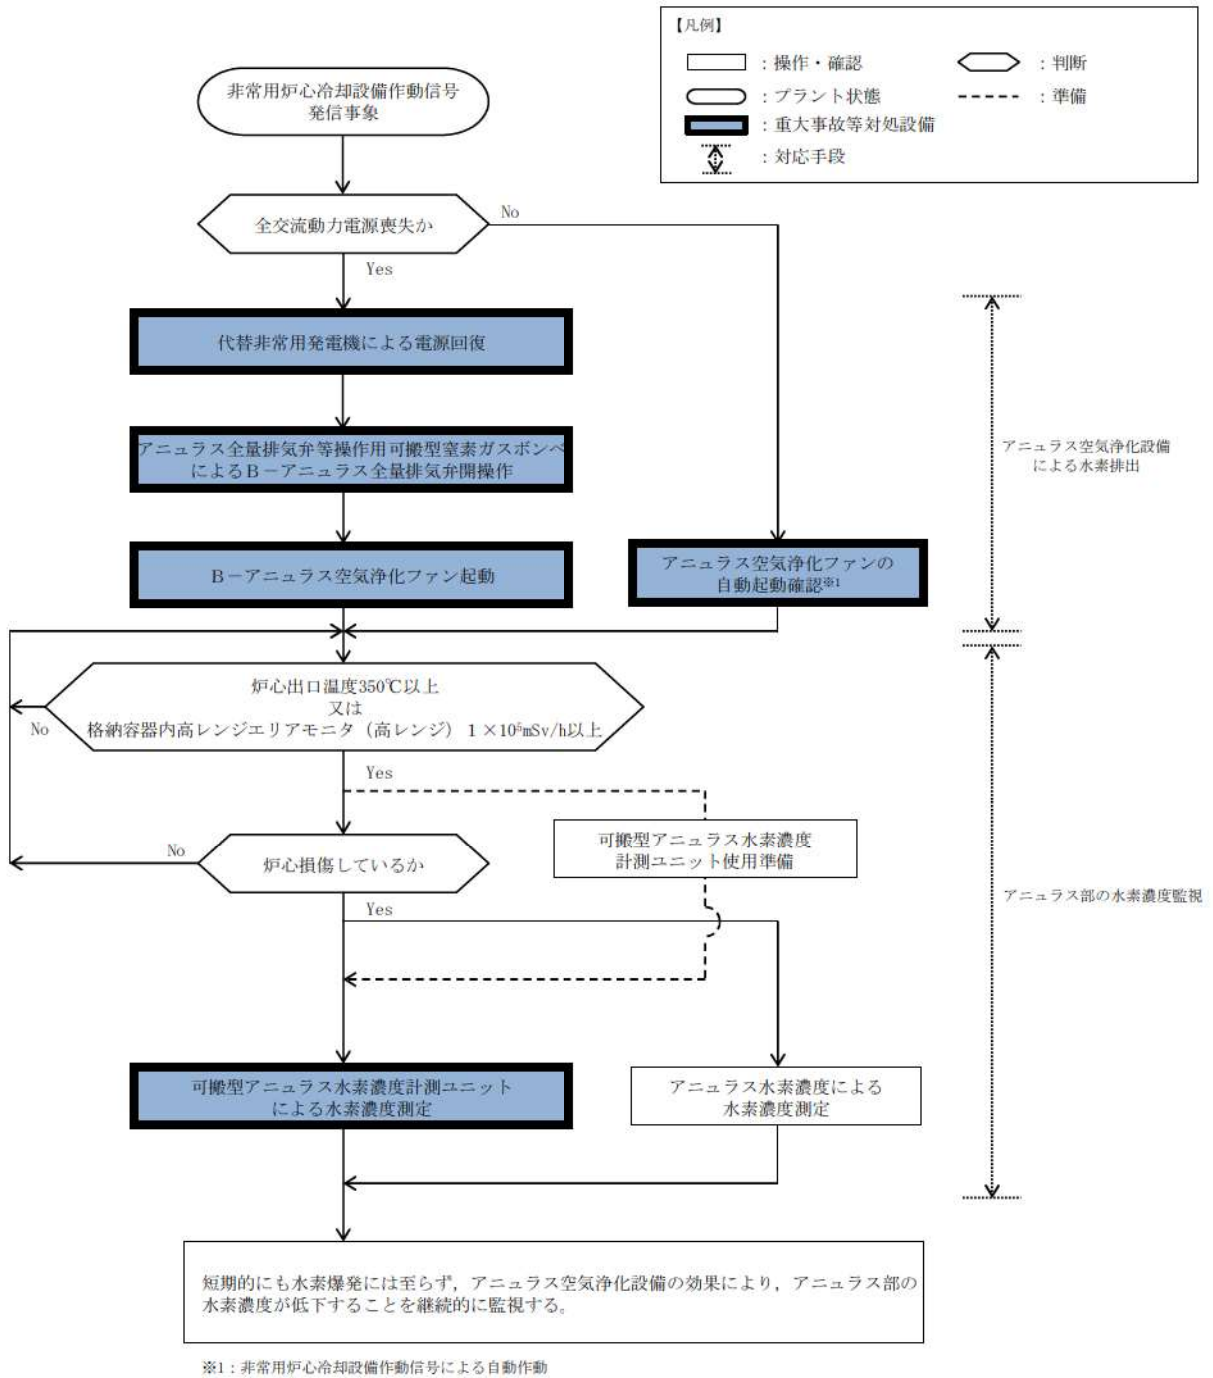 【凡例】
：操作・確認
：判断
：プラント状態
：準備
：重大事故等対処設備
：対応手段
非常用炉心冷却設備作動信号
発信事象
全交流動力電源喪失か
No
Yes
代替非常用発電機による電源回復
アニュラス全量排気弁等操作用可搬型窒素ガスボンベ
によるＢ－アニュラス全量排気弁開操作
アニュラス空気浄化設備
による水素排出
Ｂ－アニュラス空気浄化ファン起動
アニュラス空気浄化ファンの
自動起動確認※1
炉心出口温度350℃以上
又は
格納容器内高レンジエリアモニタ（高レンジ）１×10⁵mSv/h以上
No
Yes
可搬型アニュラス水素濃度
計測ユニット使用準備
炉心損傷しているか
No
Yes
アニュラス部の水素濃度監視
可搬型アニュラス水素濃度計測ユニット
による水素濃度測定
アニュラス水素濃度による
水素濃度測定
短期的にも水素爆発には至らず，アニュラス空気浄化設備の効果により，アニュラス部の
水素濃度が低下することを継続的に監視する。
※1：非常用炉心冷却設備作動信号による自動作動